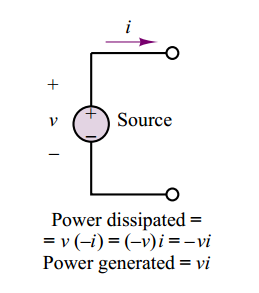 i
+
+
v
Source
−
−
Power dissipated =
= v (–i) = (–v) i = – vi
Power generated = vi